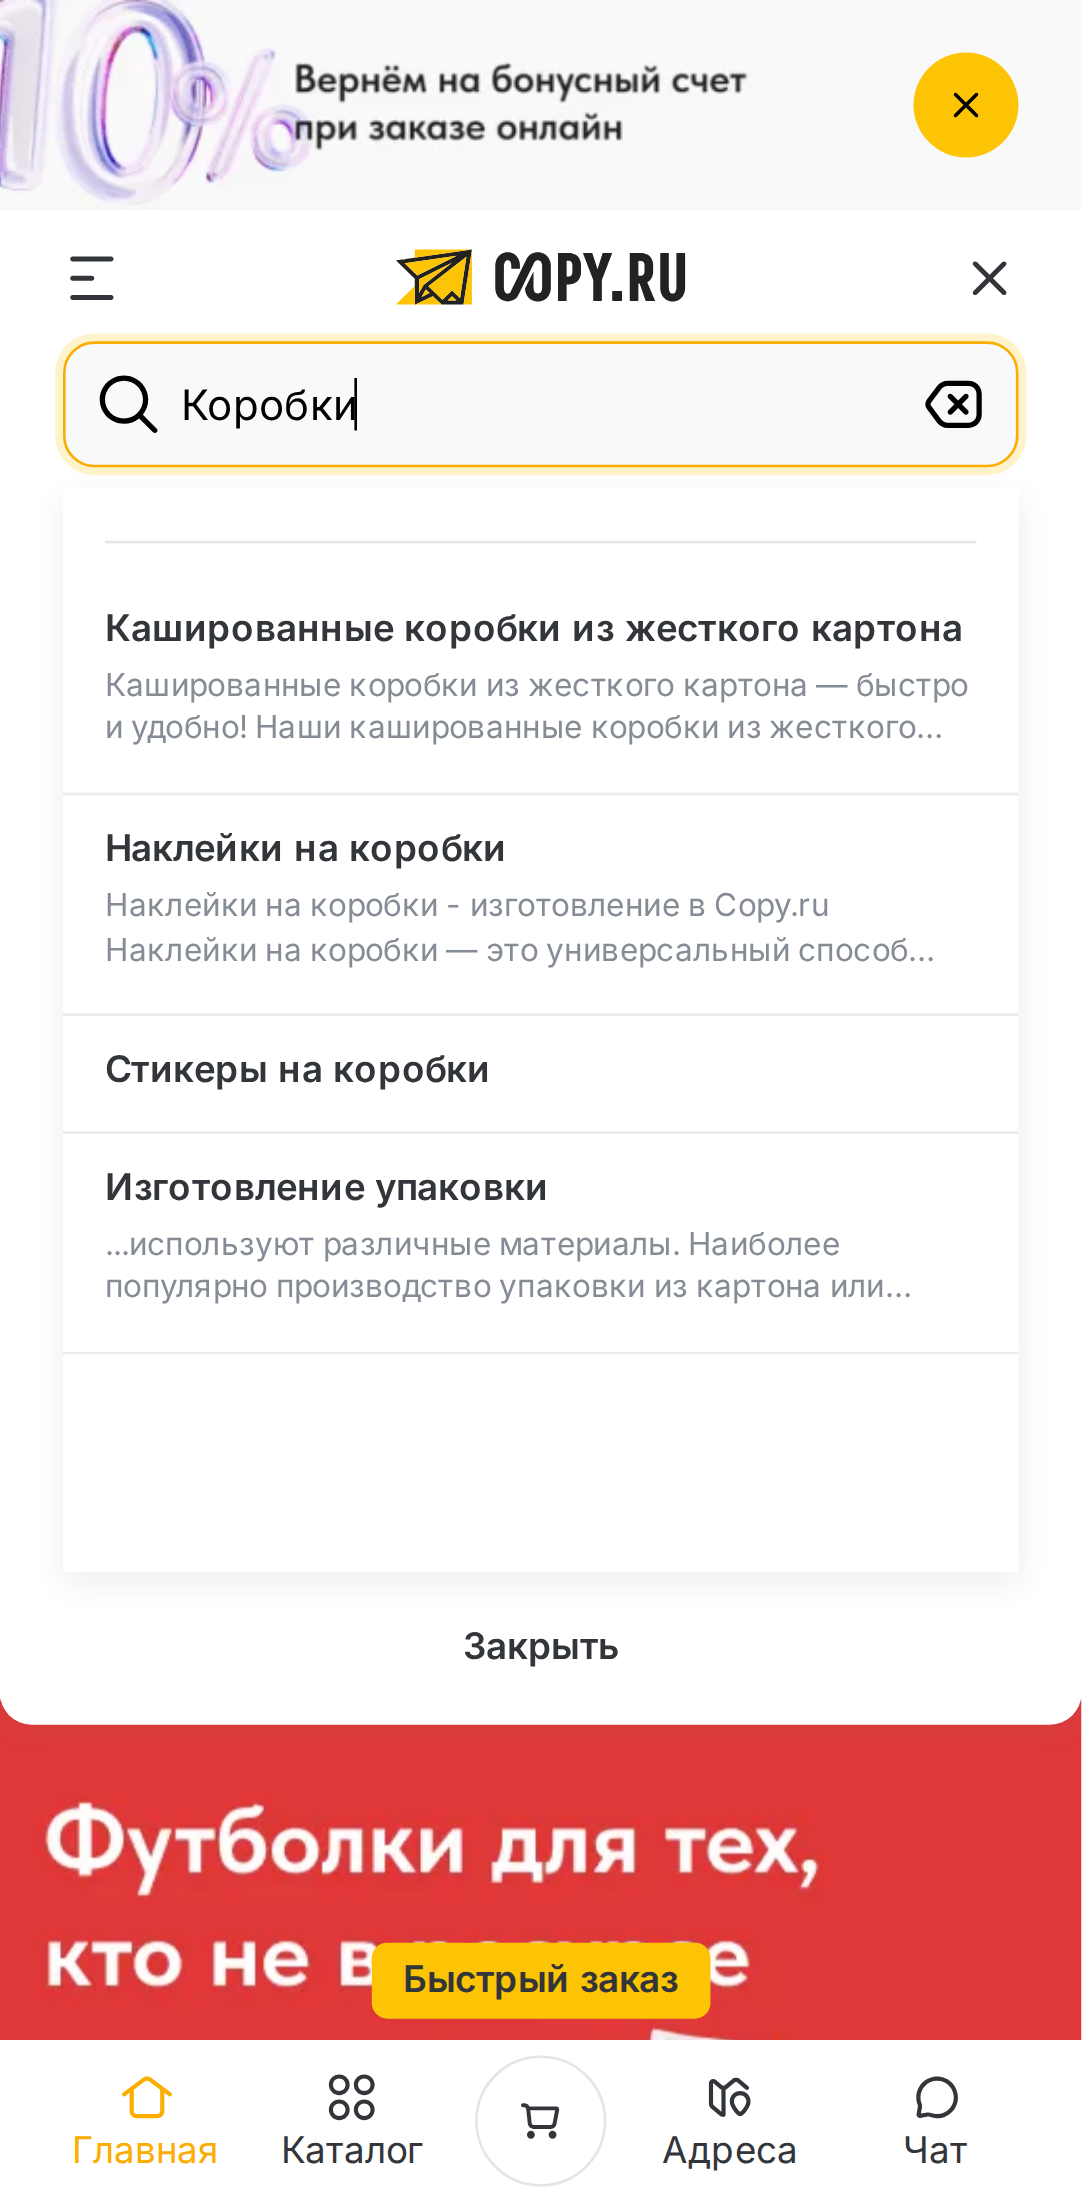 10%
Вернём на бонусный счет
при заказе онлайн
COPY.RU
Коробки
Кашированные коробки из жесткого картона
Кашированные коробки из жесткого картона — быстро
и удобно! Наши кашированные коробки из жесткого...
Наклейки на коробки
Наклейки на коробки - изготовление в Copy.ru
Наклейки на коробки — это универсальный способ...
Стикеры на коробки
Изготовление упаковки
...используют различные материалы. Наиболее
популярно производство упаковки из картона или...
Закрыть
Футболки для тех,
кто не в
Быстрый заказ
Главная
Каталог
Адреса
Чат